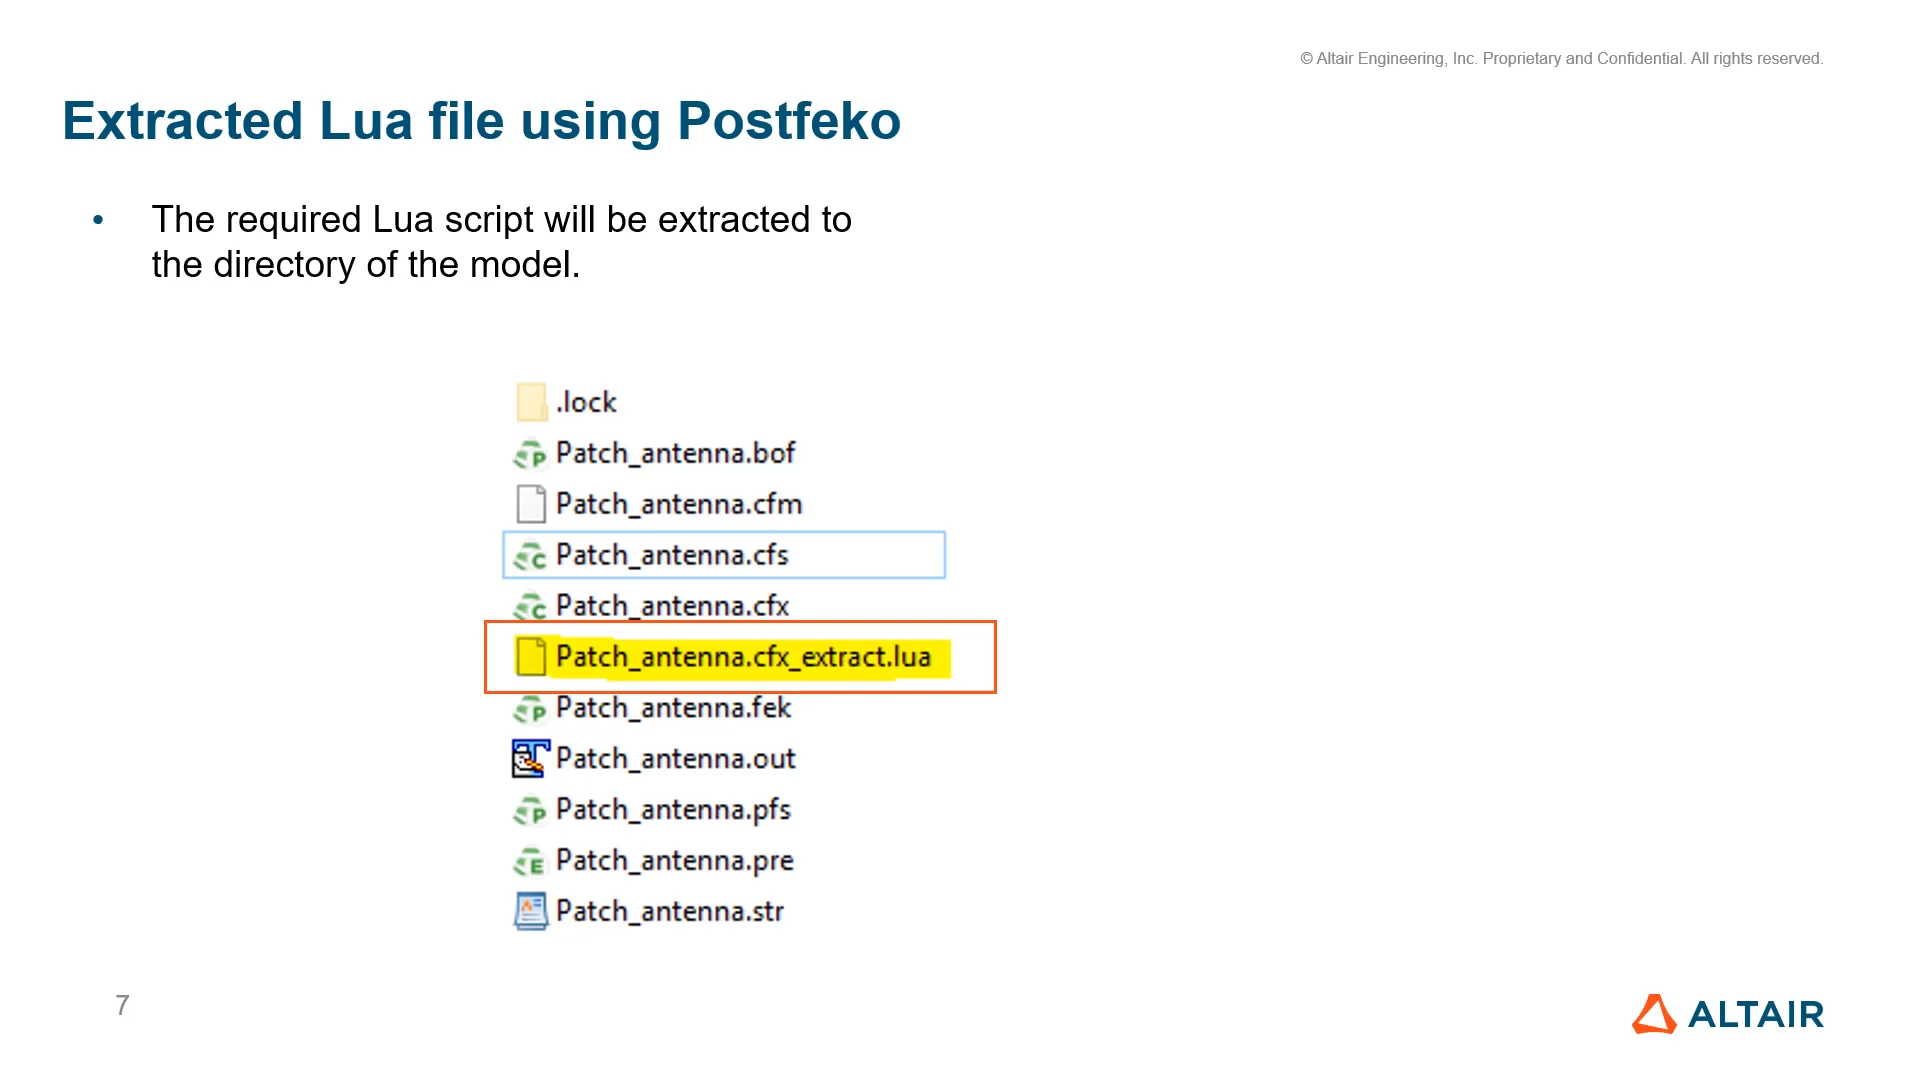 © Altair Engineering, Inc. Proprietary and Confidential. All rights reserved.
Extracted Lua file using Postfeko
• The required Lua script will be extracted to
the directory of the model.
.lock
Patch_antenna.bof
Patch_antenna.cfm
Patch_antenna.cfs
Patch_antenna.cfx
Patch_antenna.cfx_extract.lua
Patch_antenna.fek
Patch_antenna.out
Patch_antenna.pfs
Patch_antenna.pre
Patch_antenna.str
7
ALTAIR